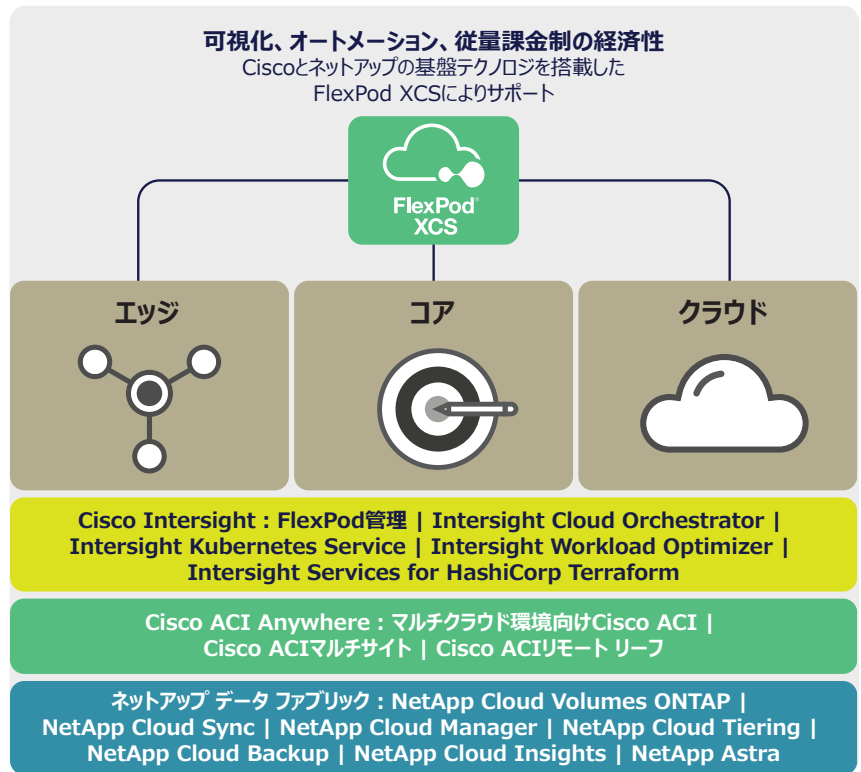 可視化、オートメーション、従量課金制の経済性
Ciscoとネットアップの基盤テクノロジを搭載した
FlexPod XCSによりサポート
FlexPod®
XCS
エッジ
コア
クラウド
Cisco Intersight：FlexPod管理 | Intersight Cloud Orchestrator |
Intersight Kubernetes Service | Intersight Workload Optimizer |
Intersight Services for HashiCorp Terraform
Cisco ACI Anywhere：マルチクラウド環境向けCisco ACI |
Cisco ACIマルチサイト | Cisco ACIリモート リーフ
ネットアップ データ ファブリック：NetApp Cloud Volumes ONTAP |
NetApp Cloud Sync | NetApp Cloud Manager | NetApp Cloud Tiering |
NetApp Cloud Backup | NetApp Cloud Insights | NetApp Astra